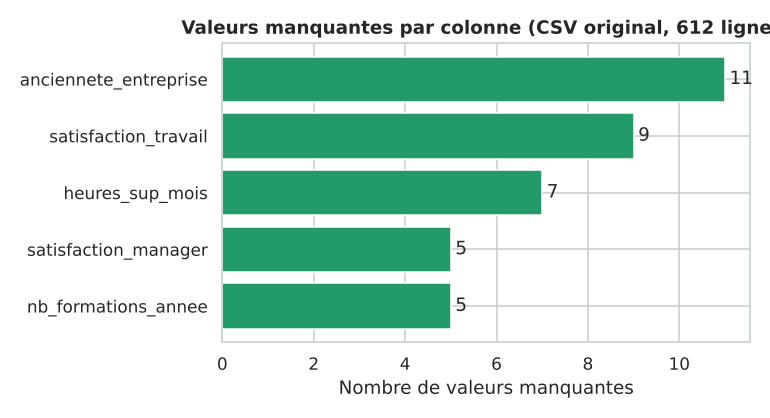 Valeurs manquantes par colonne (CSV original, 612 ligne
anciennete_entreprise
11
satisfaction_travail
9
heures_sup_mois
7
satisfaction_manager
5
nb_formations_annee
5
0 2 4 6 8 10
Nombre de valeurs manquantes